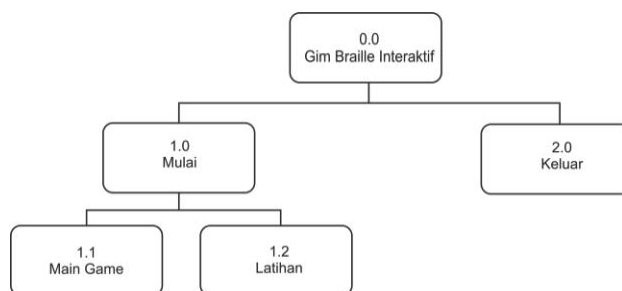 0.0
Gim Braille Interaktif
1.0
Mulai
2.0
Keluar
1.1
Main Game
1.2
Latihan